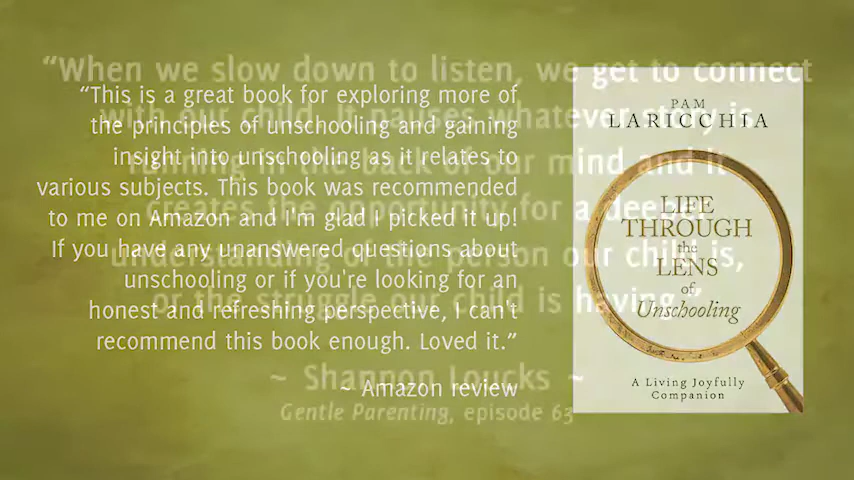 “When we slow down to listen, we get to connect
with our child. It pauses whatever story is
running in the back of our mind and it
creates the opportunity for a deeper
understanding of the person our child is,
or the struggle our child is having.”
~ Shannon Loucks ~
Gentle Parenting, episode 63
“This is a great book for exploring more of
the principles of unschooling and gaining
insight into unschooling as it relates to
various subjects. This book was recommended
to me on Amazon and I'm glad I picked it up!
If you have any unanswered questions about
unschooling or if you're looking for an
honest and refreshing perspective, I can't
recommend this book enough. Loved it.”
~ Amazon review
PAM
LARICCHIA
LIFE
THROUGH
the
LENS
of
Unschooling
A Living Joyfully
Companion